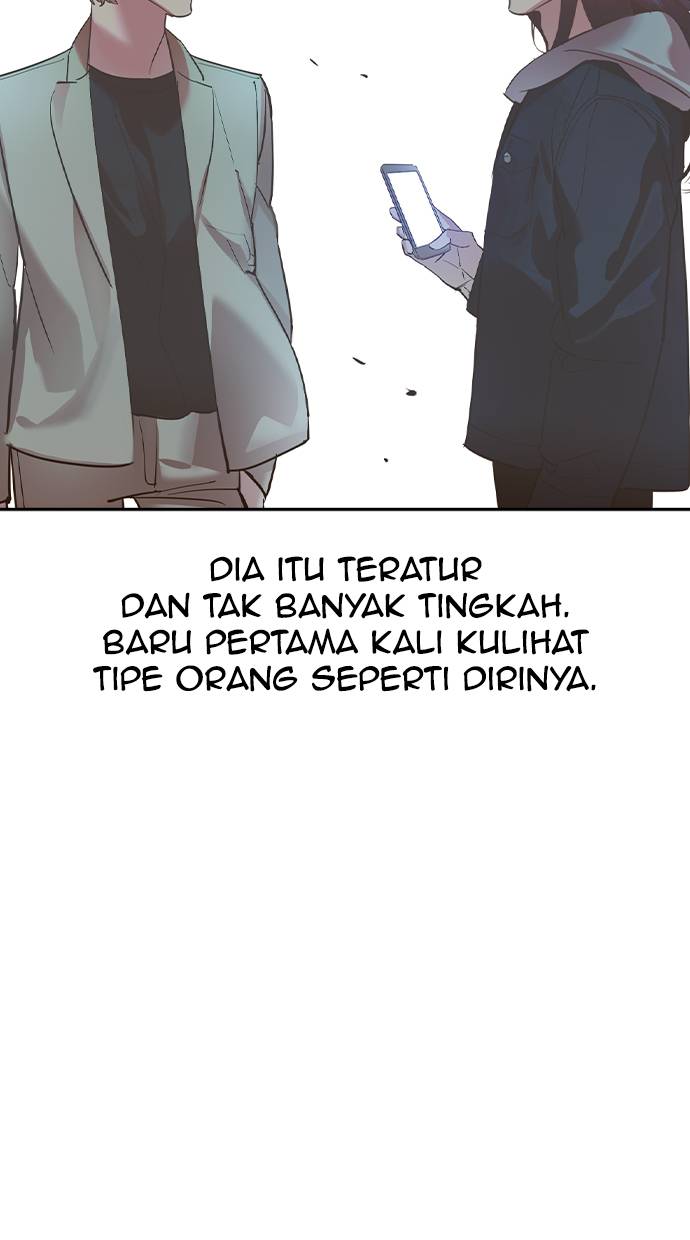 DIA ITU TERATUR
DAN TAK BANYAK TINGKAH.
BARU PERTAMA KALI KULIHAT
TIPE ORANG SEPERTI DIRINYA.